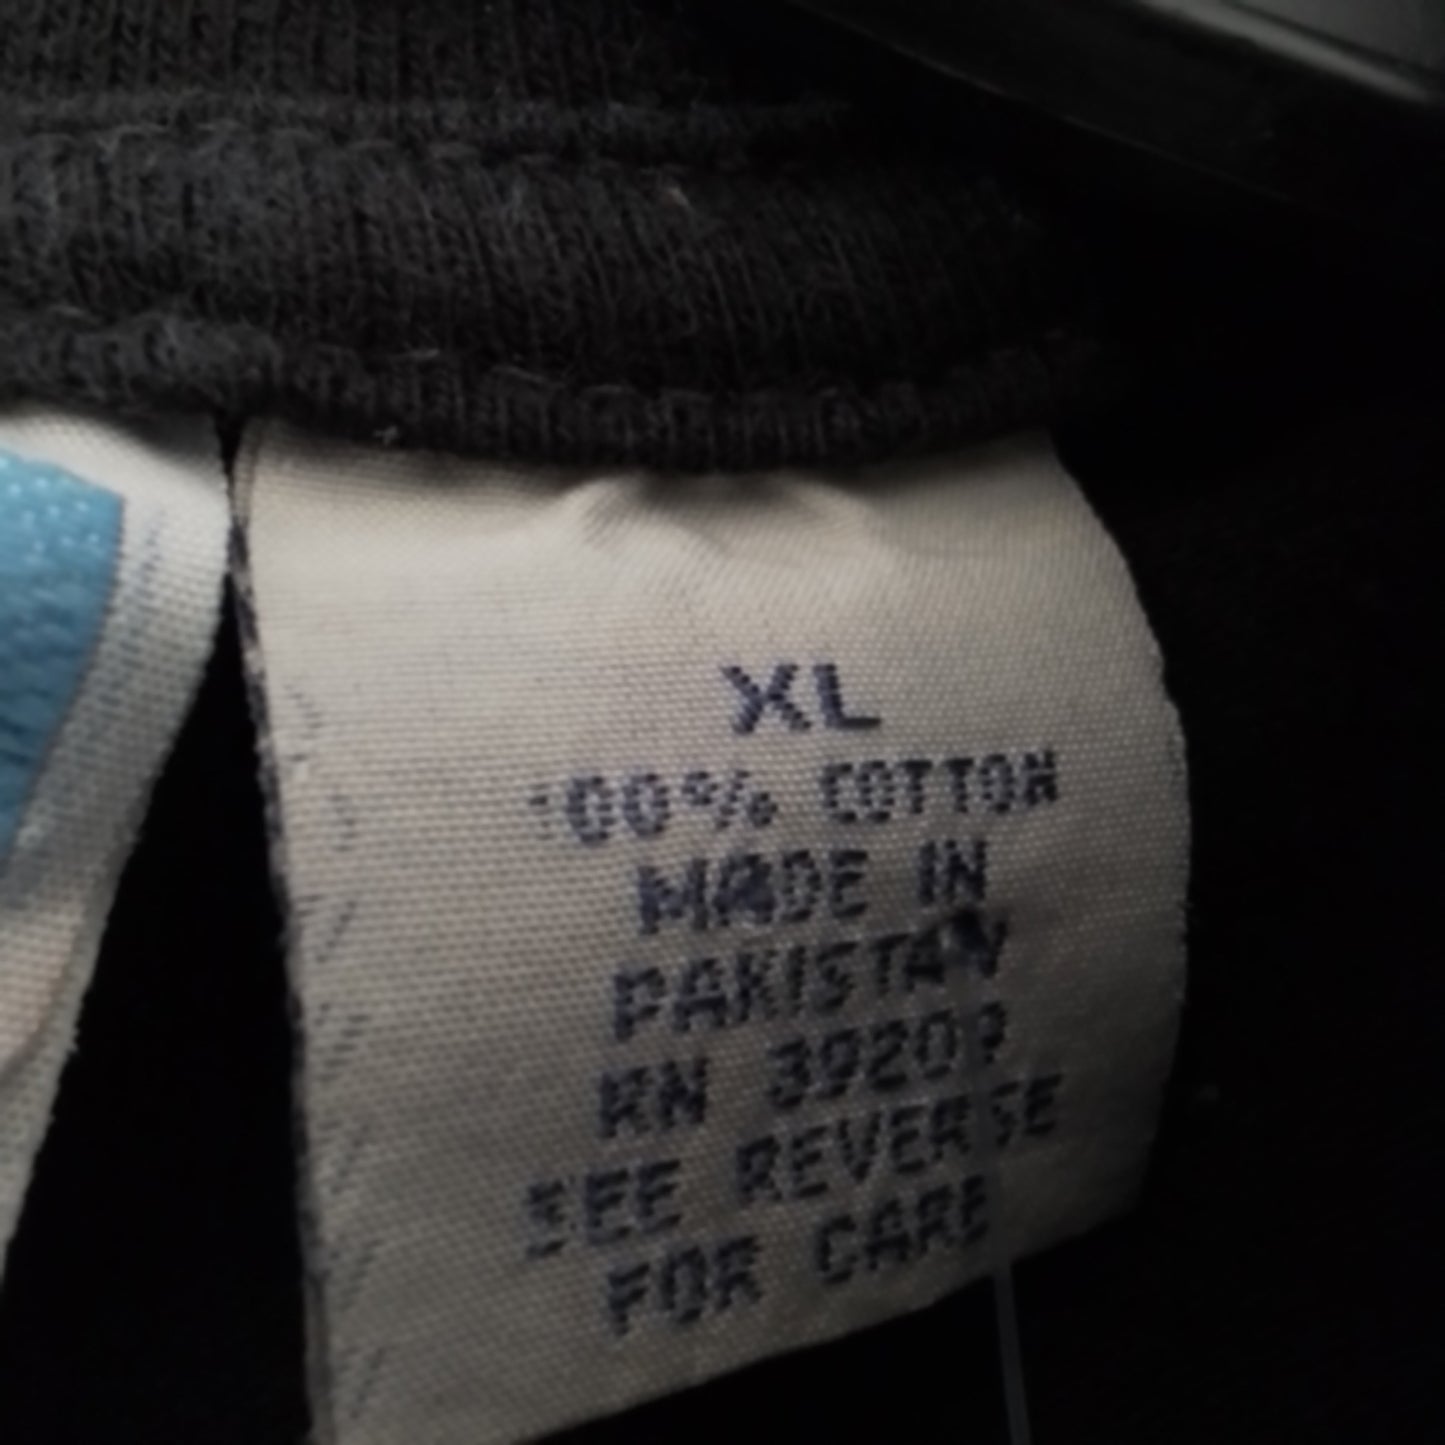 XL
100% COTTON
MADE IN
PAKISTAN
RN 39209
SEE REVERSE
FOR CARE